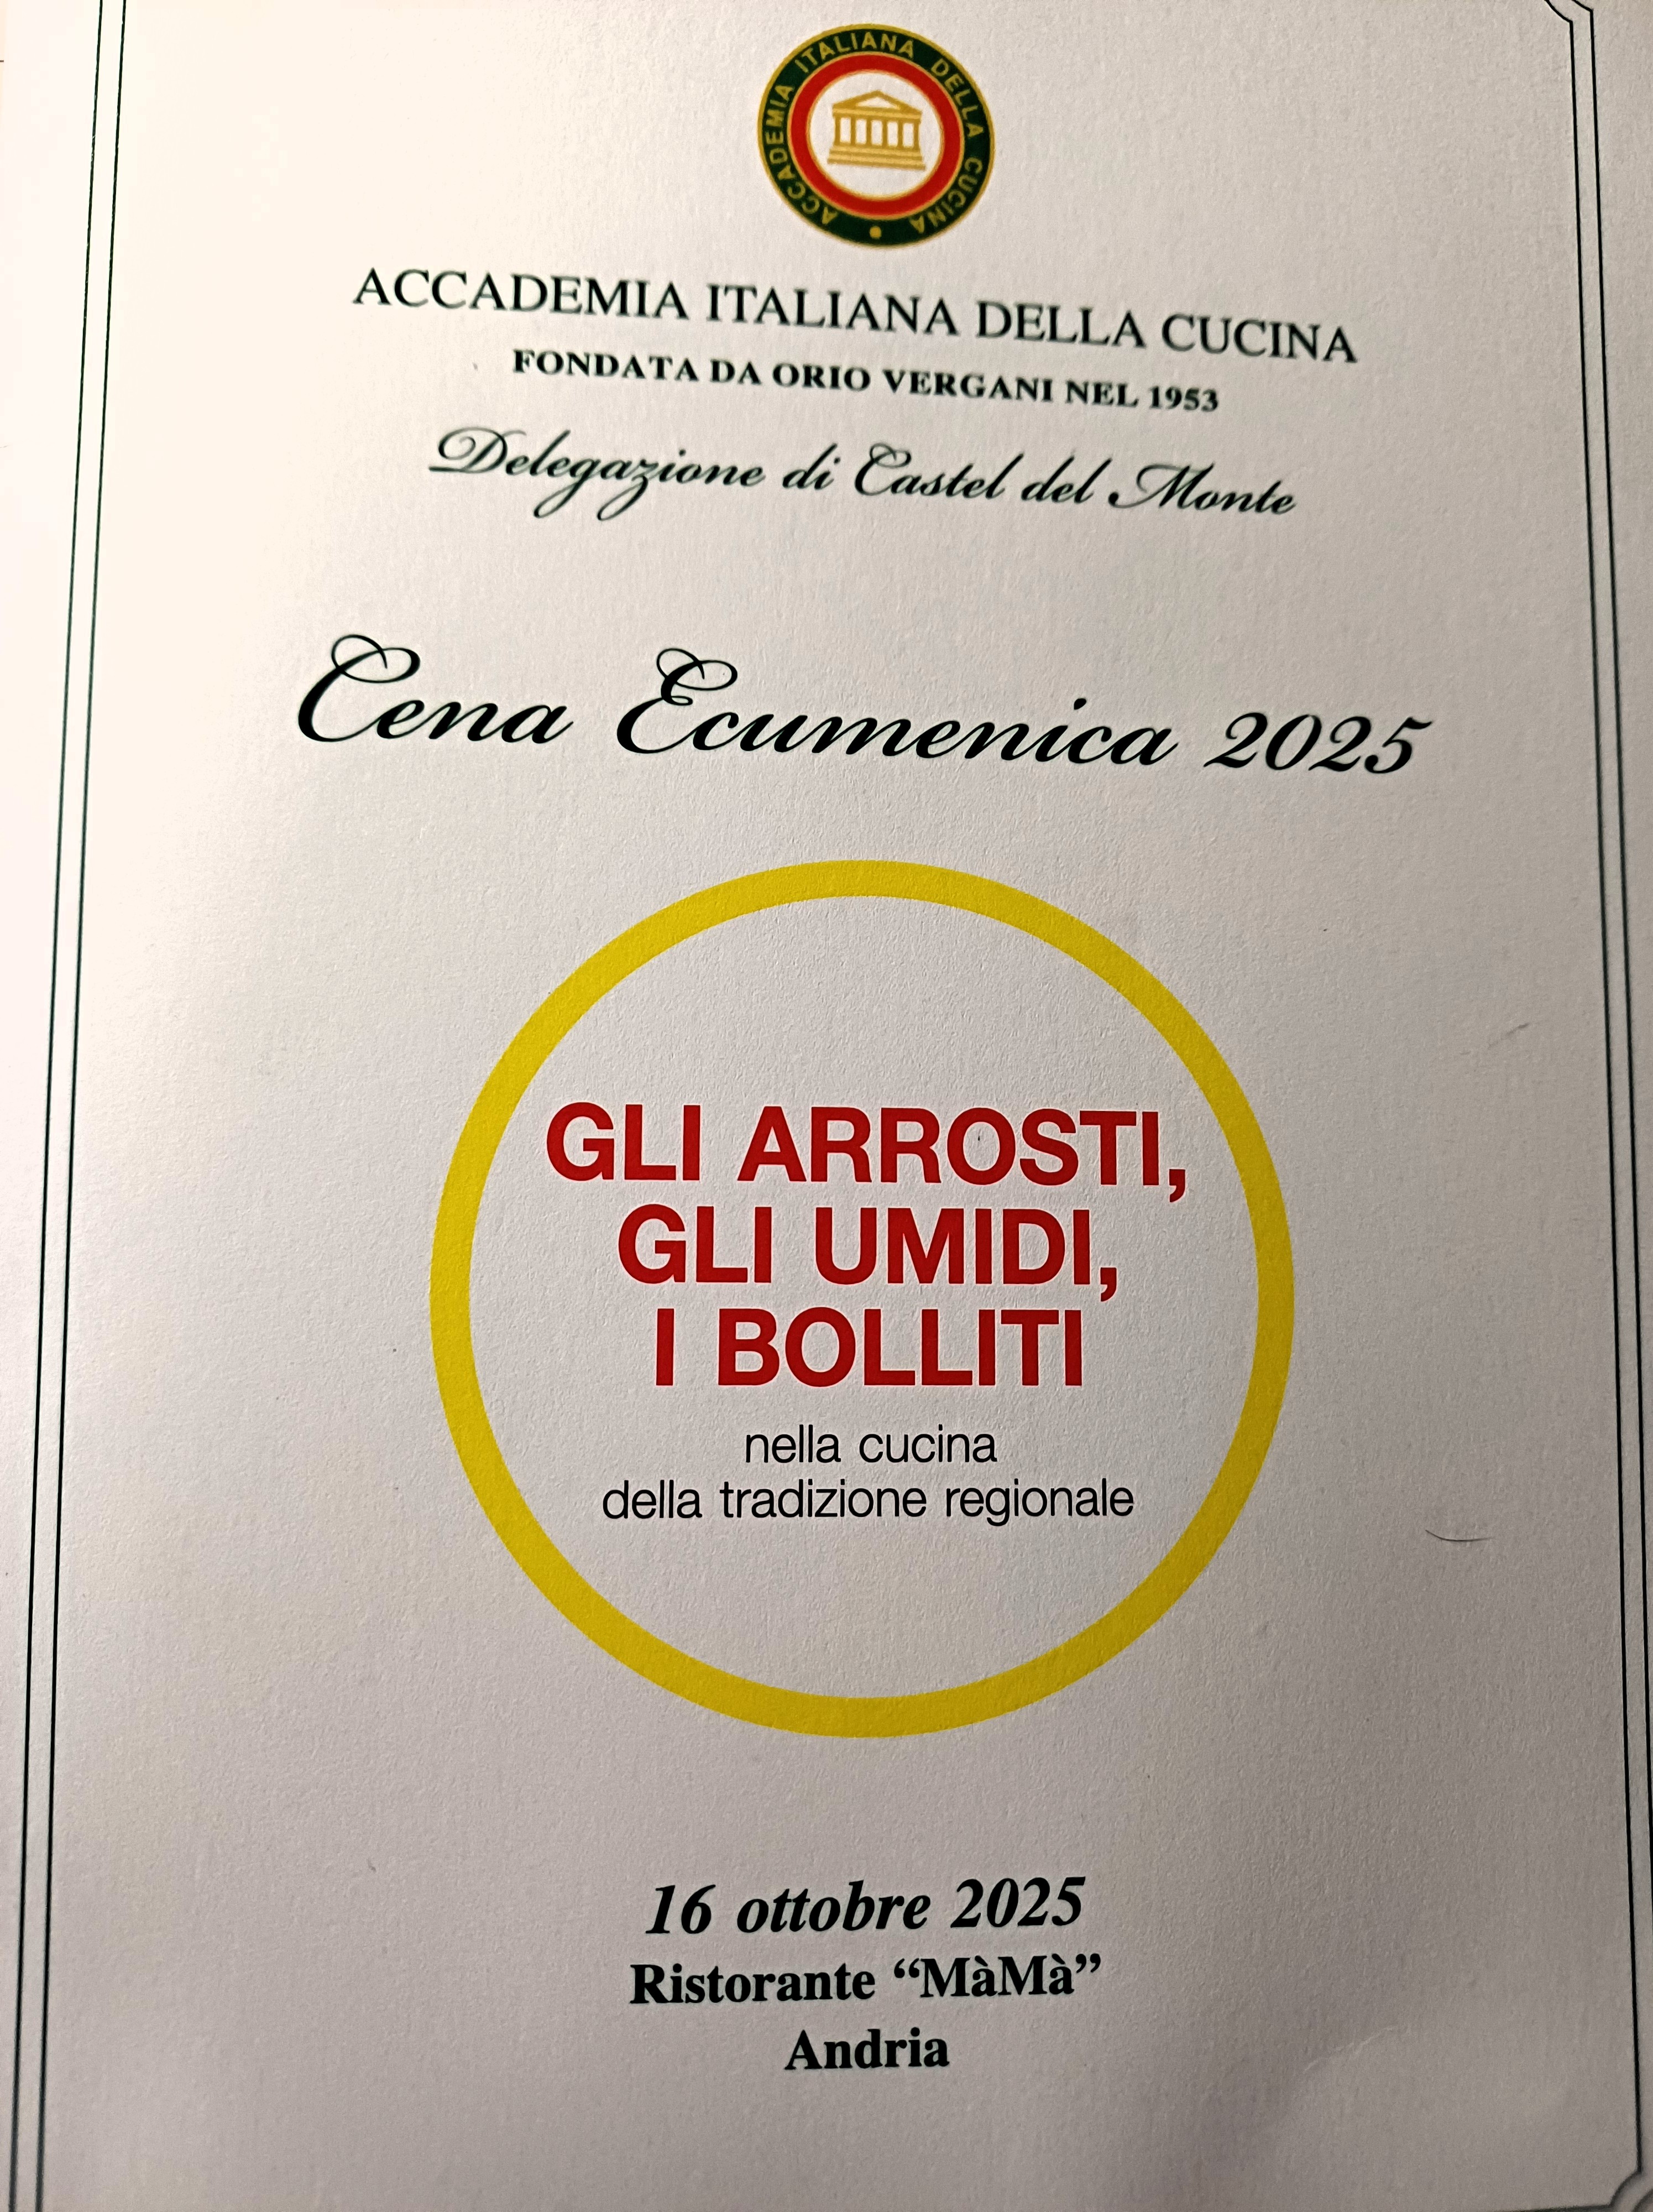 ACCADEMIA ITALIANA DELLA CUCINA
ACCADEMIA ITALIANA DELLA CUCINA
FONDATA DA ORIO VERGANI NEL 1953
Delegazione di Castel del Monte
Cena Ecumenica 2025
GLI ARROSTI,
GLI UMIDI,
I BOLLITI
nella cucina
della tradizione regionale
16 ottobre 2025
Ristorante “MàMà”
Andria